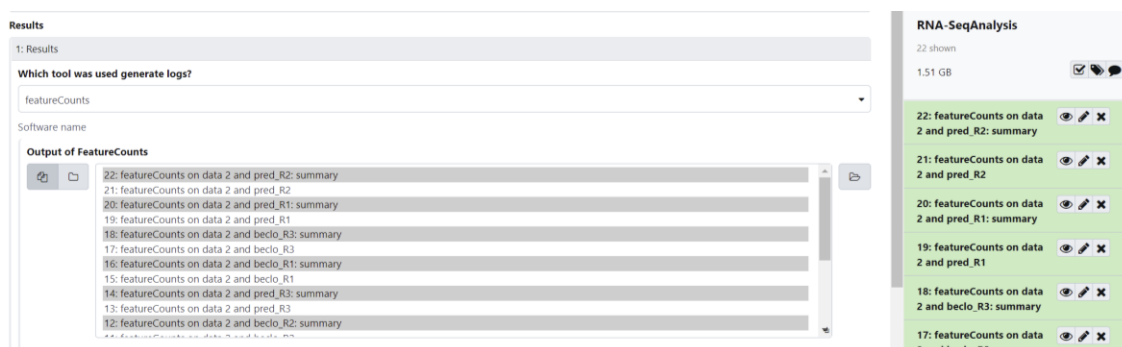 Results
1: Results
Which tool was used generate logs?
featureCounts
Software name
Output of FeatureCounts
22: featureCounts on data 2 and pred_R2: summary
21: featureCounts on data 2 and pred_R2
20: featureCounts on data 2 and pred_R1: summary
19: featureCounts on data 2 and pred_R1
18: featureCounts on data 2 and beclo_R3: summary
17: featureCounts on data 2 and beclo_R3
16: featureCounts on data 2 and beclo_R1: summary
15: featureCounts on data 2 and beclo_R1
14: featureCounts on data 2 and pred_R3: summary
13: featureCounts on data 2 and pred_R3
12: featureCounts on data 2 and beclo_R2: summary
RNA-SeqAnalysis
22 shown
1.51 GB
22: featureCounts on data
2 and pred_R2: summary
21: featureCounts on data
2 and pred_R2
20: featureCounts on data
2 and pred_R1: summary
19: featureCounts on data
2 and pred_R1
18: featureCounts on data
2 and beclo_R3: summary
17: featureCounts on data